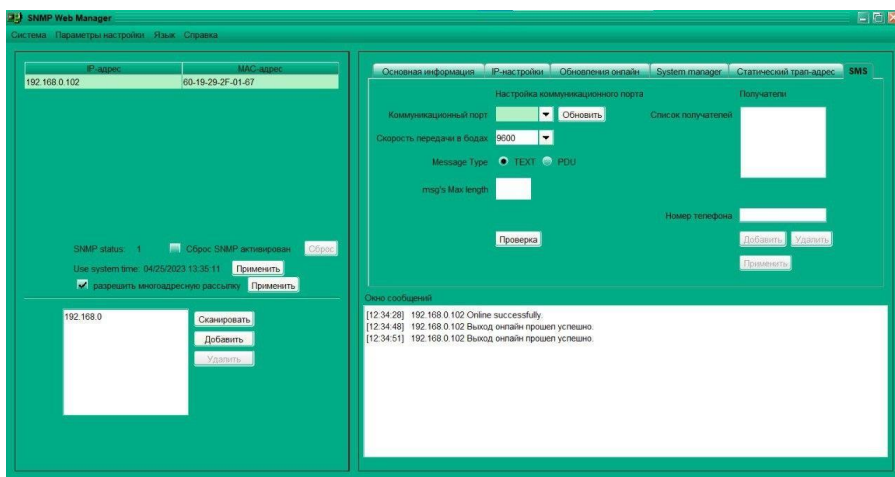 SNMP Web Manager
Система Параметры настройки Язык Справка
IP-адрес MAC-адрес
192.168.0.102 60-19-29-2F-01-67
SNMP status: 1 Сброс SNMP активирован Сброс
Use system time: 04/25/2023 13:35:11 Применить
разрешить многоадресную рассылку Применить
192.168.0
Сканировать
Добавить
Удалить
Основная информация IP-настройки Обновления онлайн System manager Статический трап-адрес SMS
Настройка коммуникационного порта Получатели
Коммуникационный порт Обновить Список получателей
Скорость передачи в бодах 9600
Message Type TEXT PDU
msg's Max length
Номер телефона
Проверка Добавить Удалить
Применить
Окно сообщений
[12:34:28] 192.168.0.102 Online successfully.
[12:34:48] 192.168.0.102 Выход онлайн прошел успешно.
[12:34:51] 192.168.0.102 Выход онлайн прошел успешно.